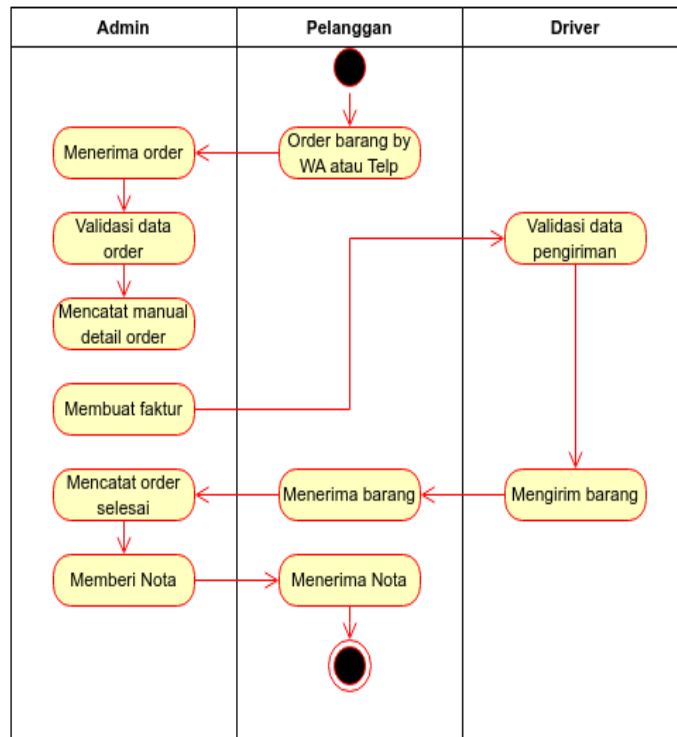 Admin
Pelanggan
Driver
Order barang by
WA atau Telp
Menerima order
Validasi data
order
Mencatat manual
detail order
Membuat faktur
Validasi data
pengiriman
Mengirim barang
Menerima barang
Mencatat order
selesai
Memberi Nota
Menerima Nota